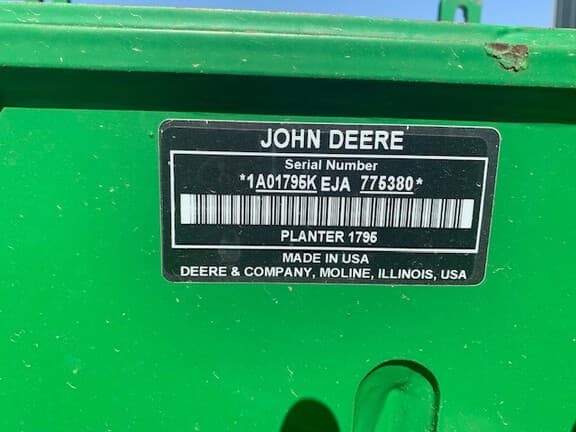 JOHN DEERE
Serial Number
*1A01795K EJA 775380*
PLANTER 1795
MADE IN USA
DEERE & COMPANY, MOLINE, ILLINOIS, USA